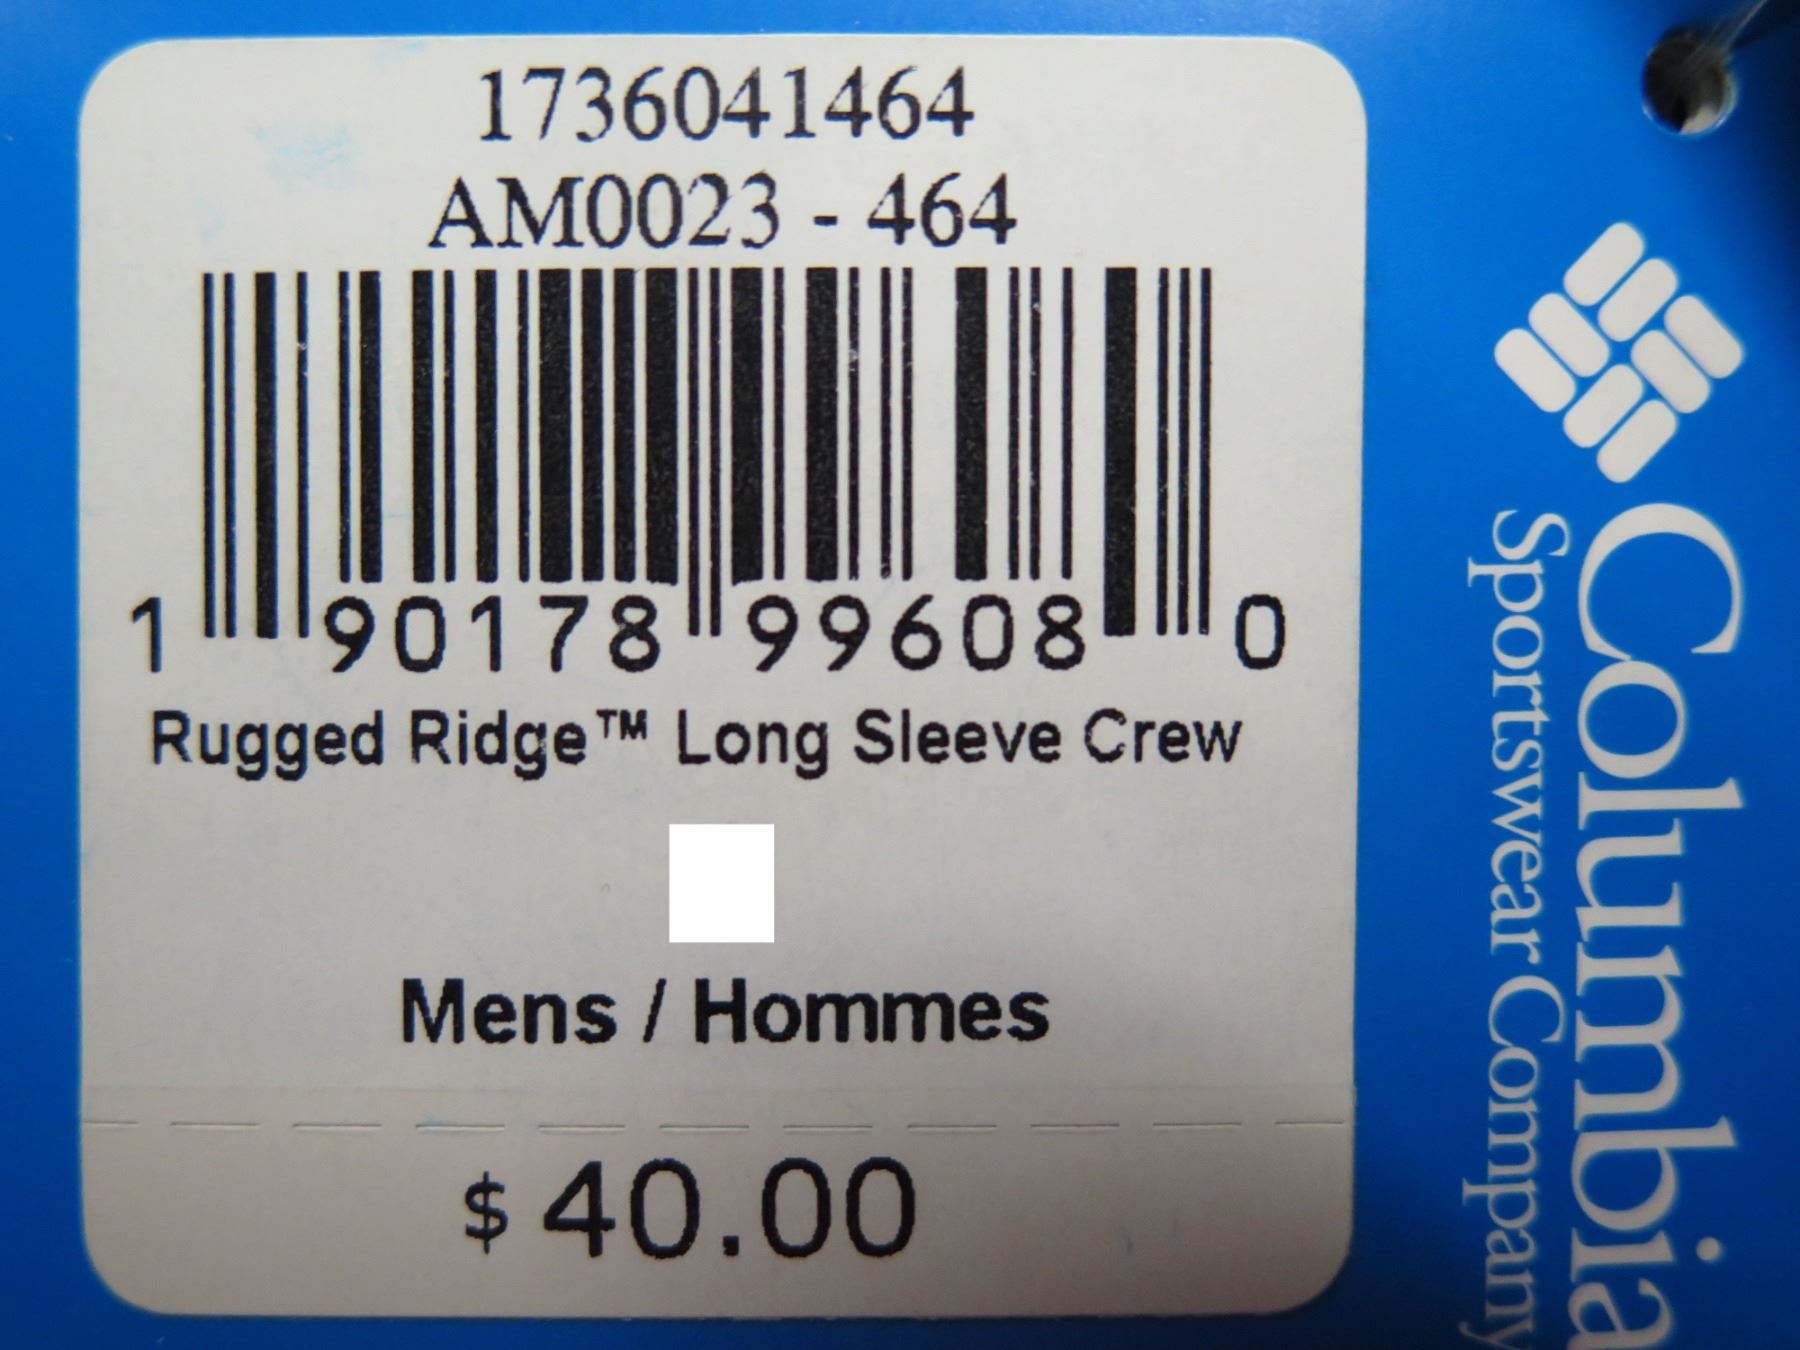 1736041464
AM0023 - 464
1 90178 99608 0
Rugged Ridge™ Long Sleeve Crew
Mens / Hommes
$ 40.00
Columbia
Sportswear Company